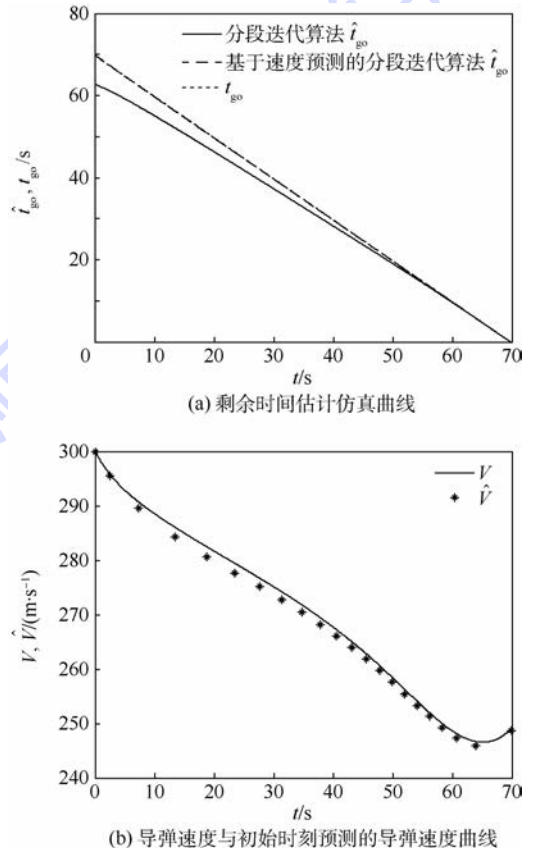 分段迭代算法 t̂go
基于速度预测的分段迭代算法 t̂go
tgo
80
60
40
20
0
t̂go, tgo/s
0 10 20 30 40 50 60 70
t/s
(a) 剩余时间估计仿真曲线
V
V̂
300
290
280
270
260
250
240
V, V̂/(m·s⁻¹)
0 10 20 30 40 50 60 70
t/s
(b) 导弹速度与初始时刻预测的导弹速度曲线